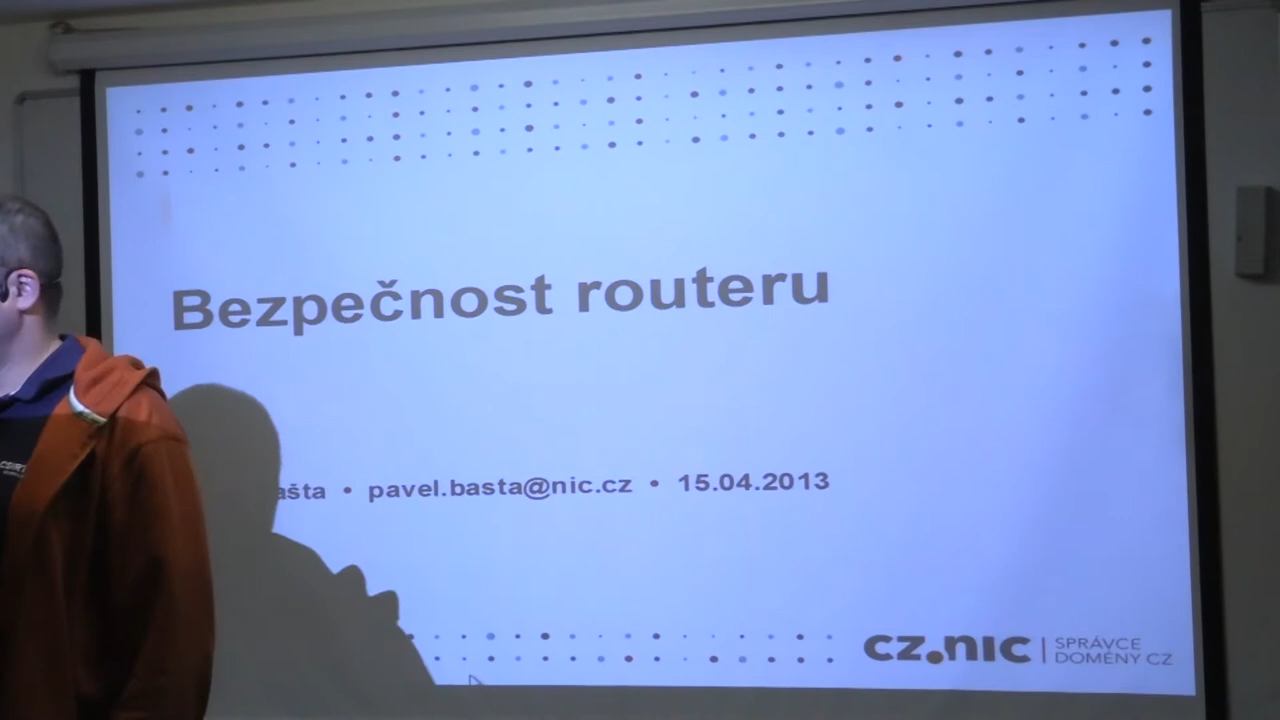 Bezpečnost routeru
ašta • pavel.basta@nic.cz • 15.04.2013
cz.nic | SPRÁVCE
DOMÉNY CZ